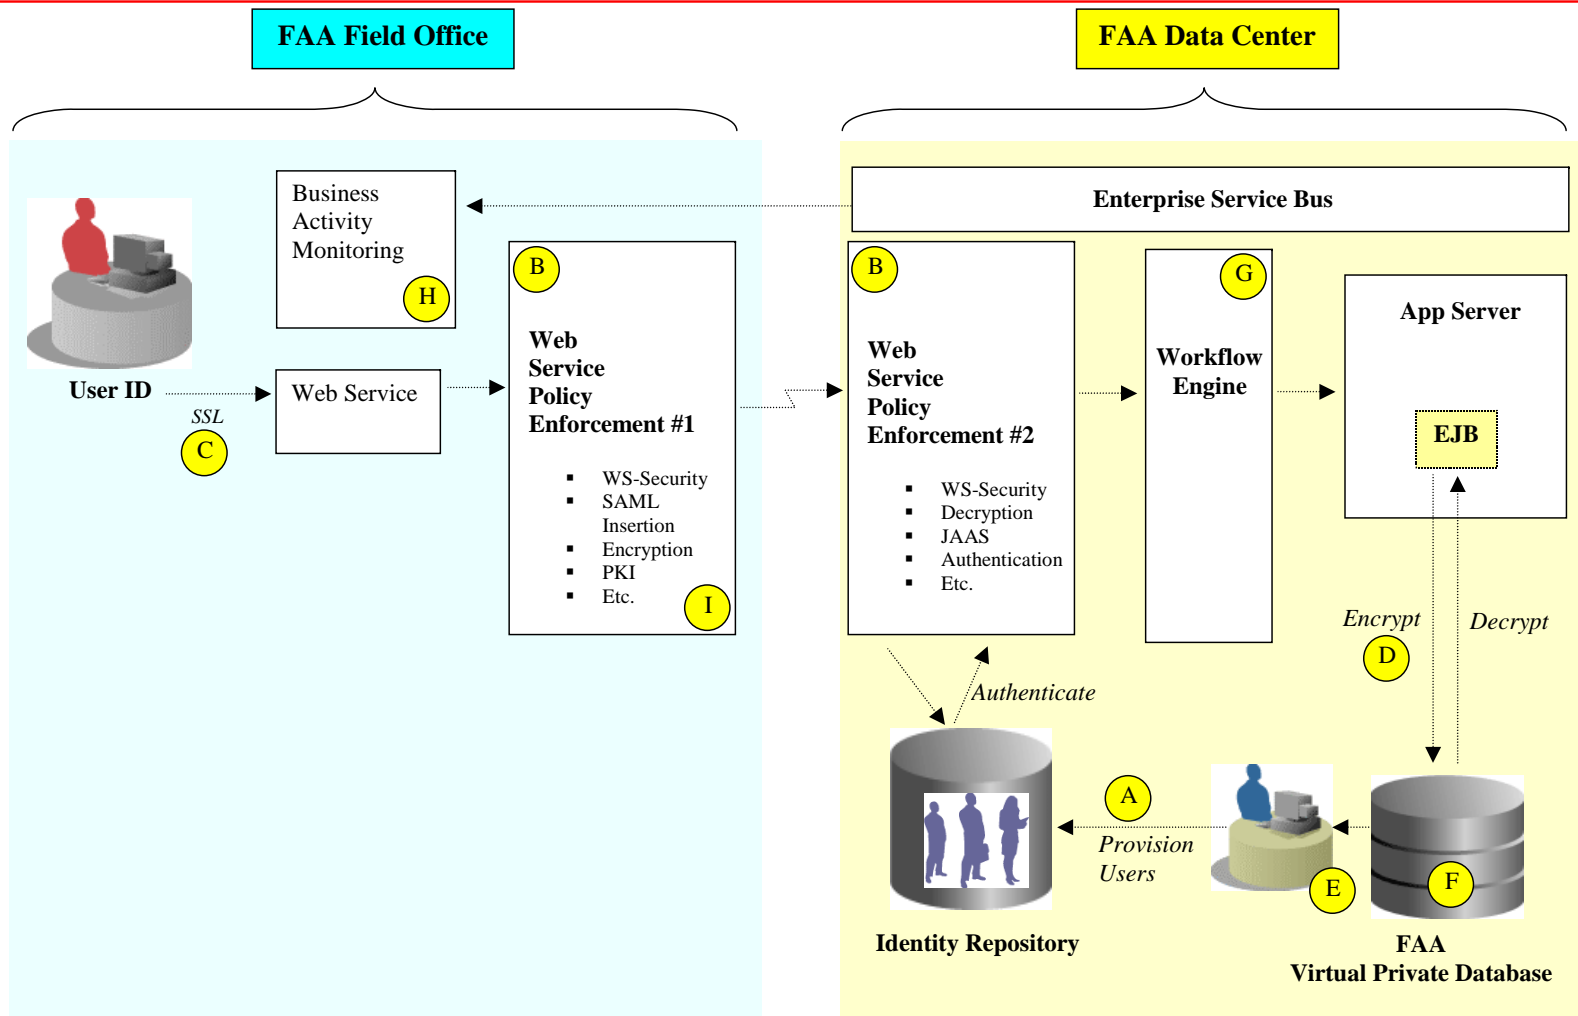 FAA Field Office
FAA Data Center
Business
Activity
Monitoring
H
User ID
SSL
C
Web Service
B
Web
Service
Policy
Enforcement #1
▪ WS-Security
▪ SAML
Insertion
▪ Encryption
▪ PKI
▪ Etc.
I
Enterprise Service Bus
B
Web
Service
Policy
Enforcement #2
▪ WS-Security
▪ Decryption
▪ JAAS
▪ Authentication
▪ Etc.
G
Workflow
Engine
App Server
EJB
Encrypt
D
Decrypt
Authenticate
A
Provision
Users
E
F
Identity Repository
FAA
Virtual Private Database